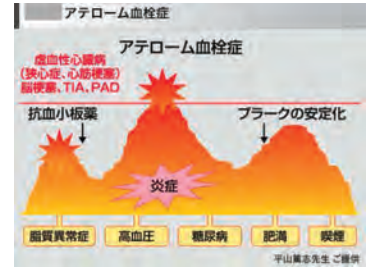 アテローム血栓症
アテローム血栓症
虚血性心臓病
(狭心症、心筋梗塞)
脳梗塞、TIA、PAD
抗血小板薬
プラークの安定化
炎症
脂質異常症
高血圧
糖尿病
肥満
喫煙
平山篤志先生 ご提供